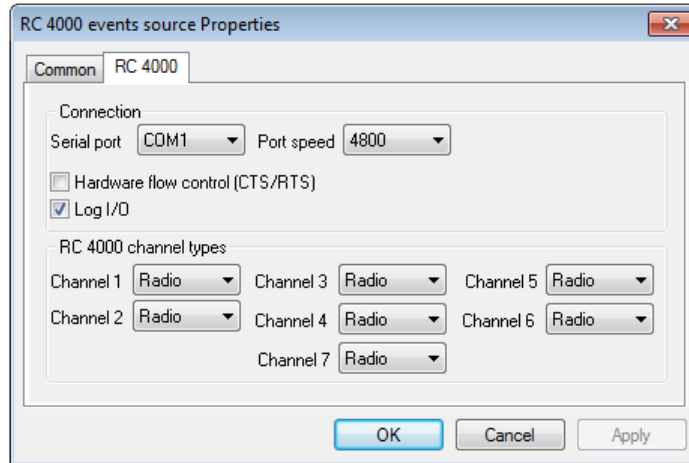 RC 4000 events source Properties
Common RC 4000
Connection
Serial port COM1 Port speed 4800
Hardware flow control (CTS/RTS)
Log I/O
RC 4000 channel types
Channel 1 Radio Channel 3 Radio Channel 5 Radio
Channel 2 Radio Channel 4 Radio Channel 6 Radio
Channel 7 Radio
OK Cancel Apply